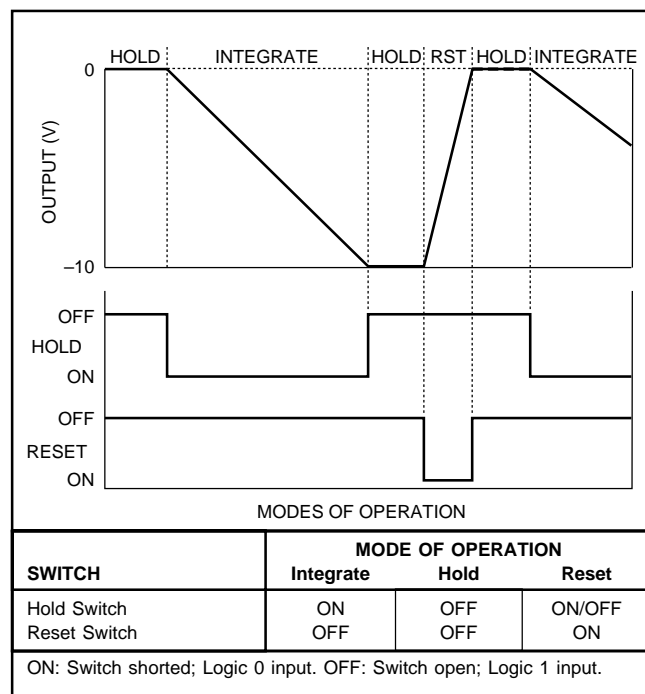 HOLD INTEGRATE HOLD RST HOLD INTEGRATE
0
OUTPUT (V)
–10
OFF
HOLD
ON
OFF
RESET
ON
MODES OF OPERATION
MODE OF OPERATION
SWITCH Integrate Hold Reset
Hold Switch ON OFF ON/OFF
Reset Switch OFF OFF ON
ON: Switch shorted; Logic 0 input. OFF: Switch open; Logic 1 input.